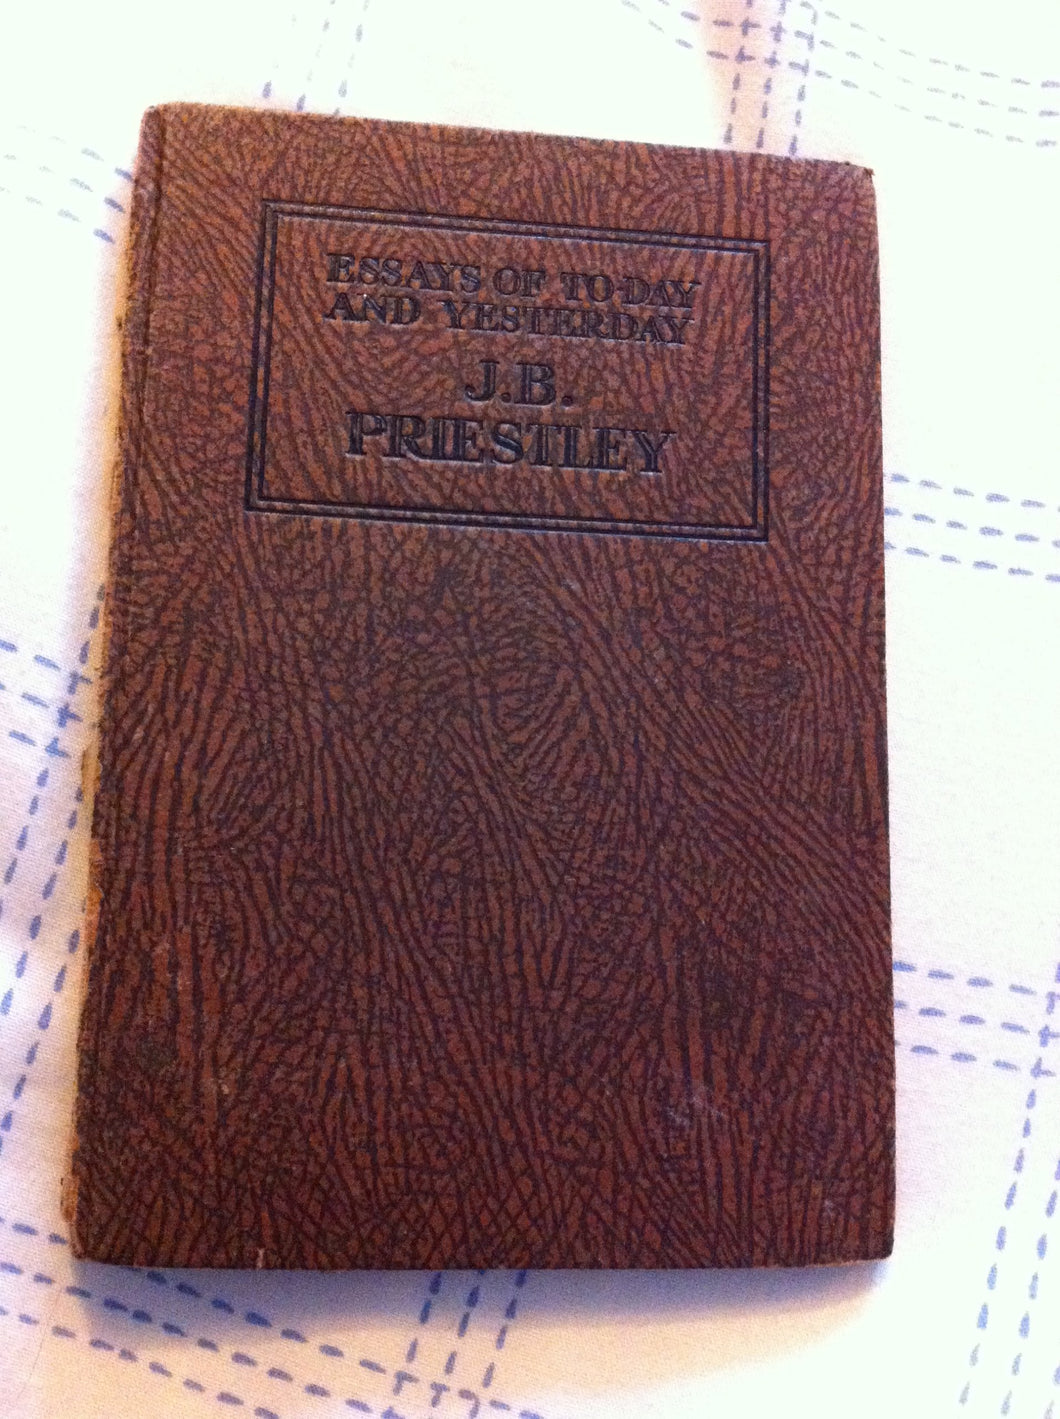 ESSAYS OF TO-DAY
AND YESTERDAY
J.B.
PRIESTLEY